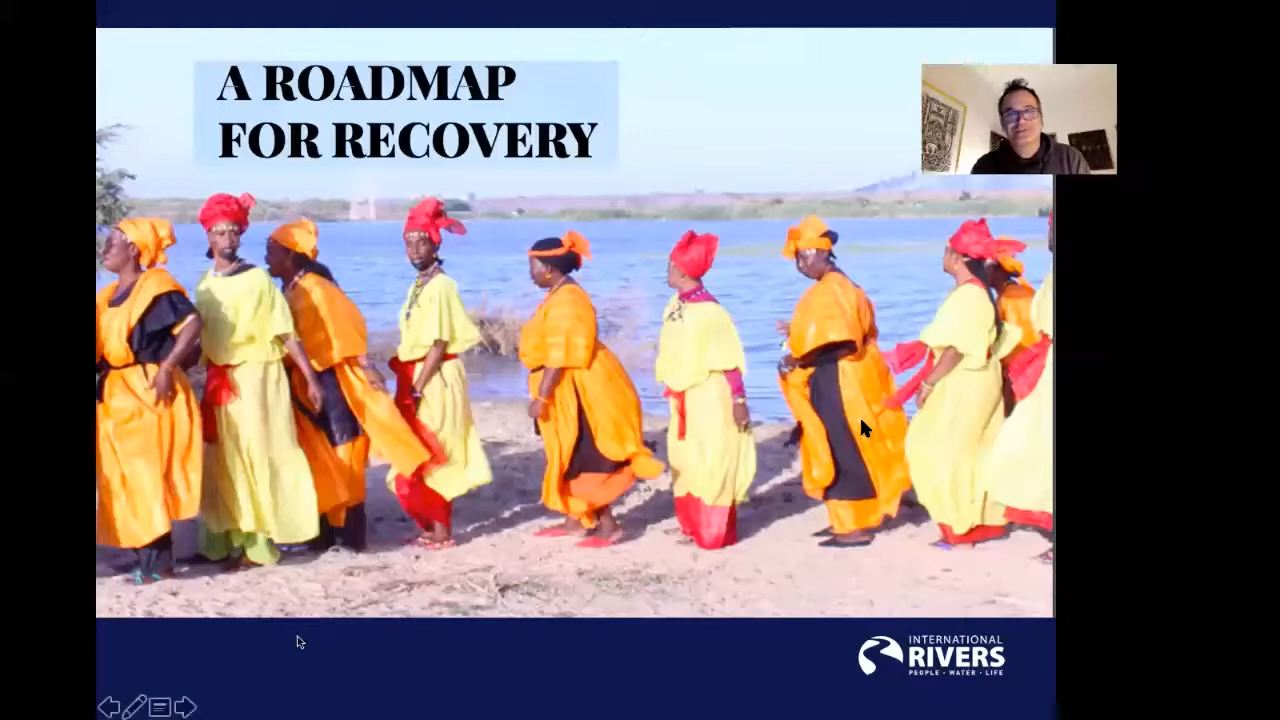 A ROADMAP
FOR RECOVERY
INTERNATIONAL
RIVERS
PEOPLE • WATER • LIFE